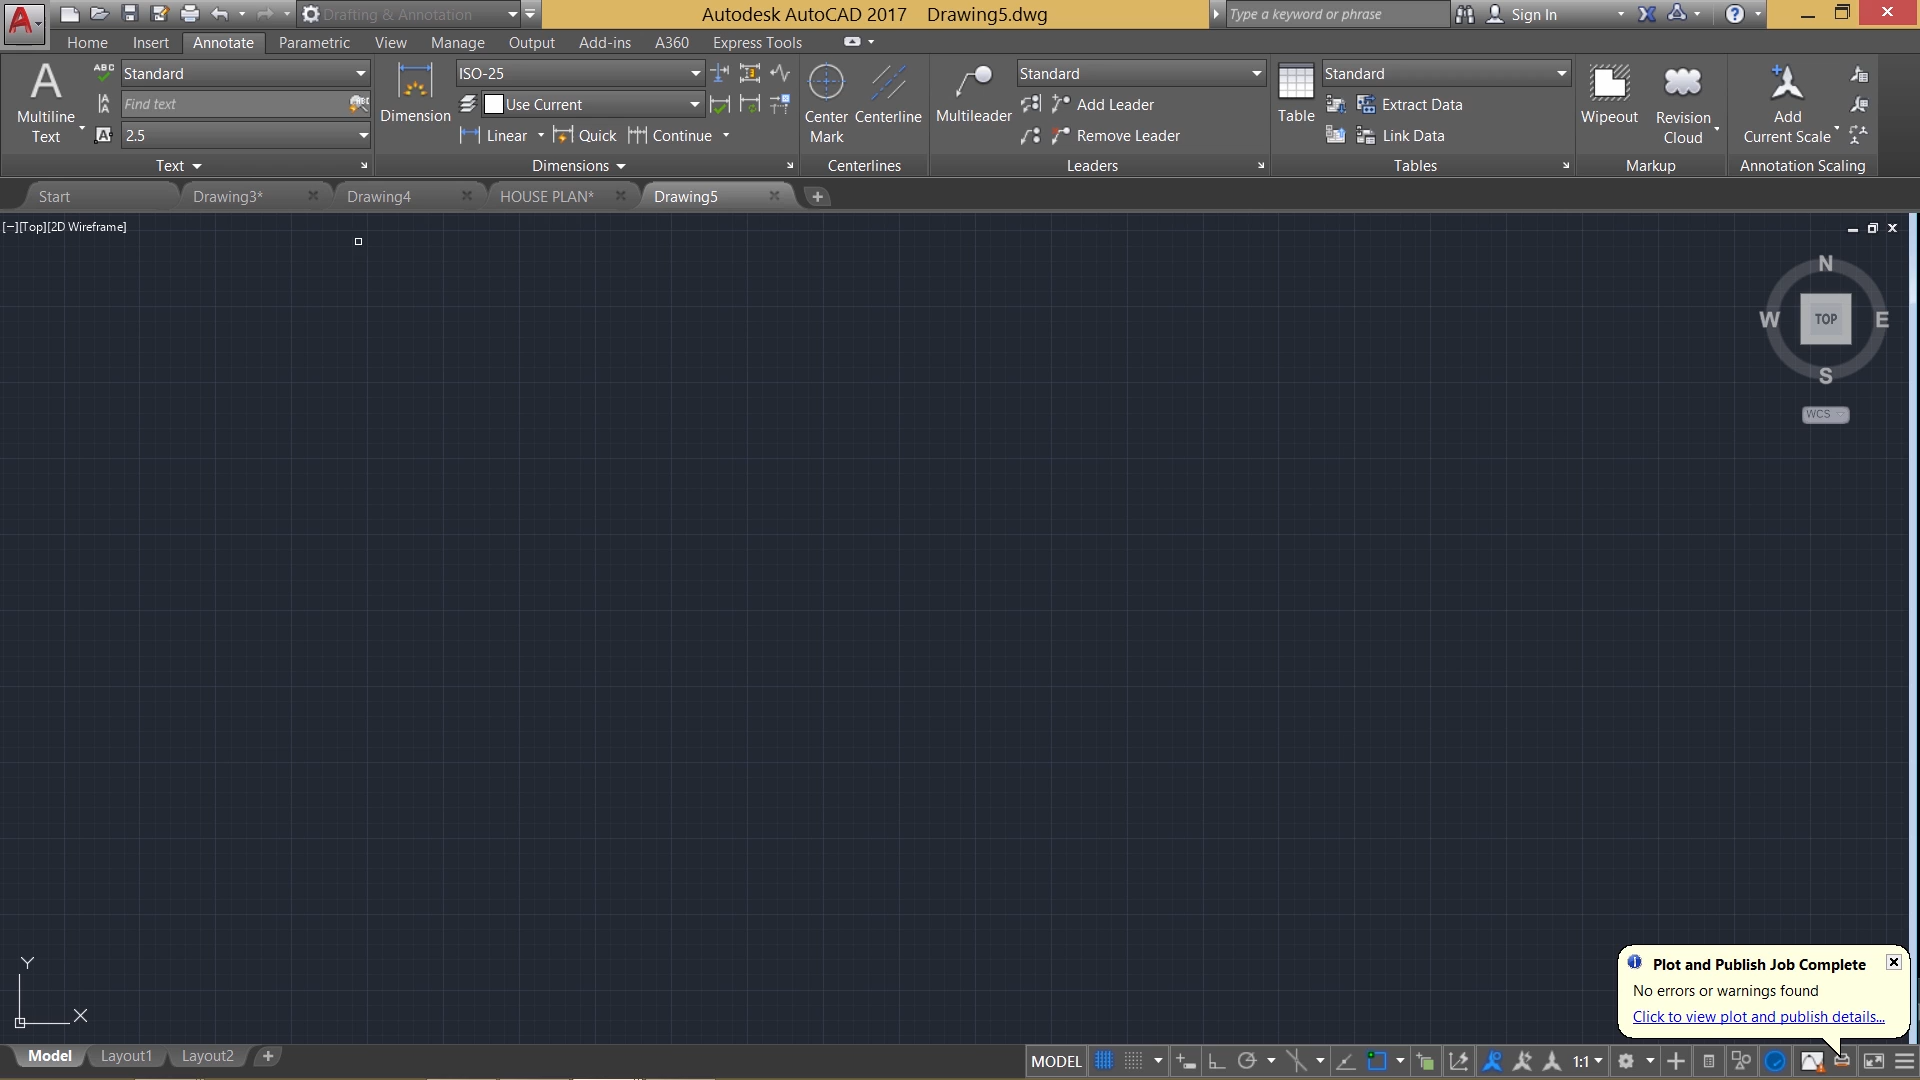 Drafting & Annotation
Autodesk AutoCAD 2017 Drawing5.dwg
Type a keyword or phrase
Sign In
Home Insert Annotate Parametric View Manage Output Add-ins A360 Express Tools
Multiline
Text
ABC
Standard
Find text
2.5
Text
Dimension
ISO-25
Use Current
Linear Quick Continue
Dimensions
Center
Mark
Centerline
Centerlines
Multileader
Standard
Add Leader
Remove Leader
Leaders
Table
Standard
Extract Data
Link Data
Tables
Wipeout
Revision
Cloud
Markup
Add
Current Scale
Annotation Scaling
Start Drawing3* Drawing4 HOUSE PLAN* Drawing5
[−][Top][2D Wireframe]
N
W TOP E
S
WCS
Y
X
Plot and Publish Job Complete
No errors or warnings found
Click to view plot and publish details...
Model Layout1 Layout2
MODEL 1:1